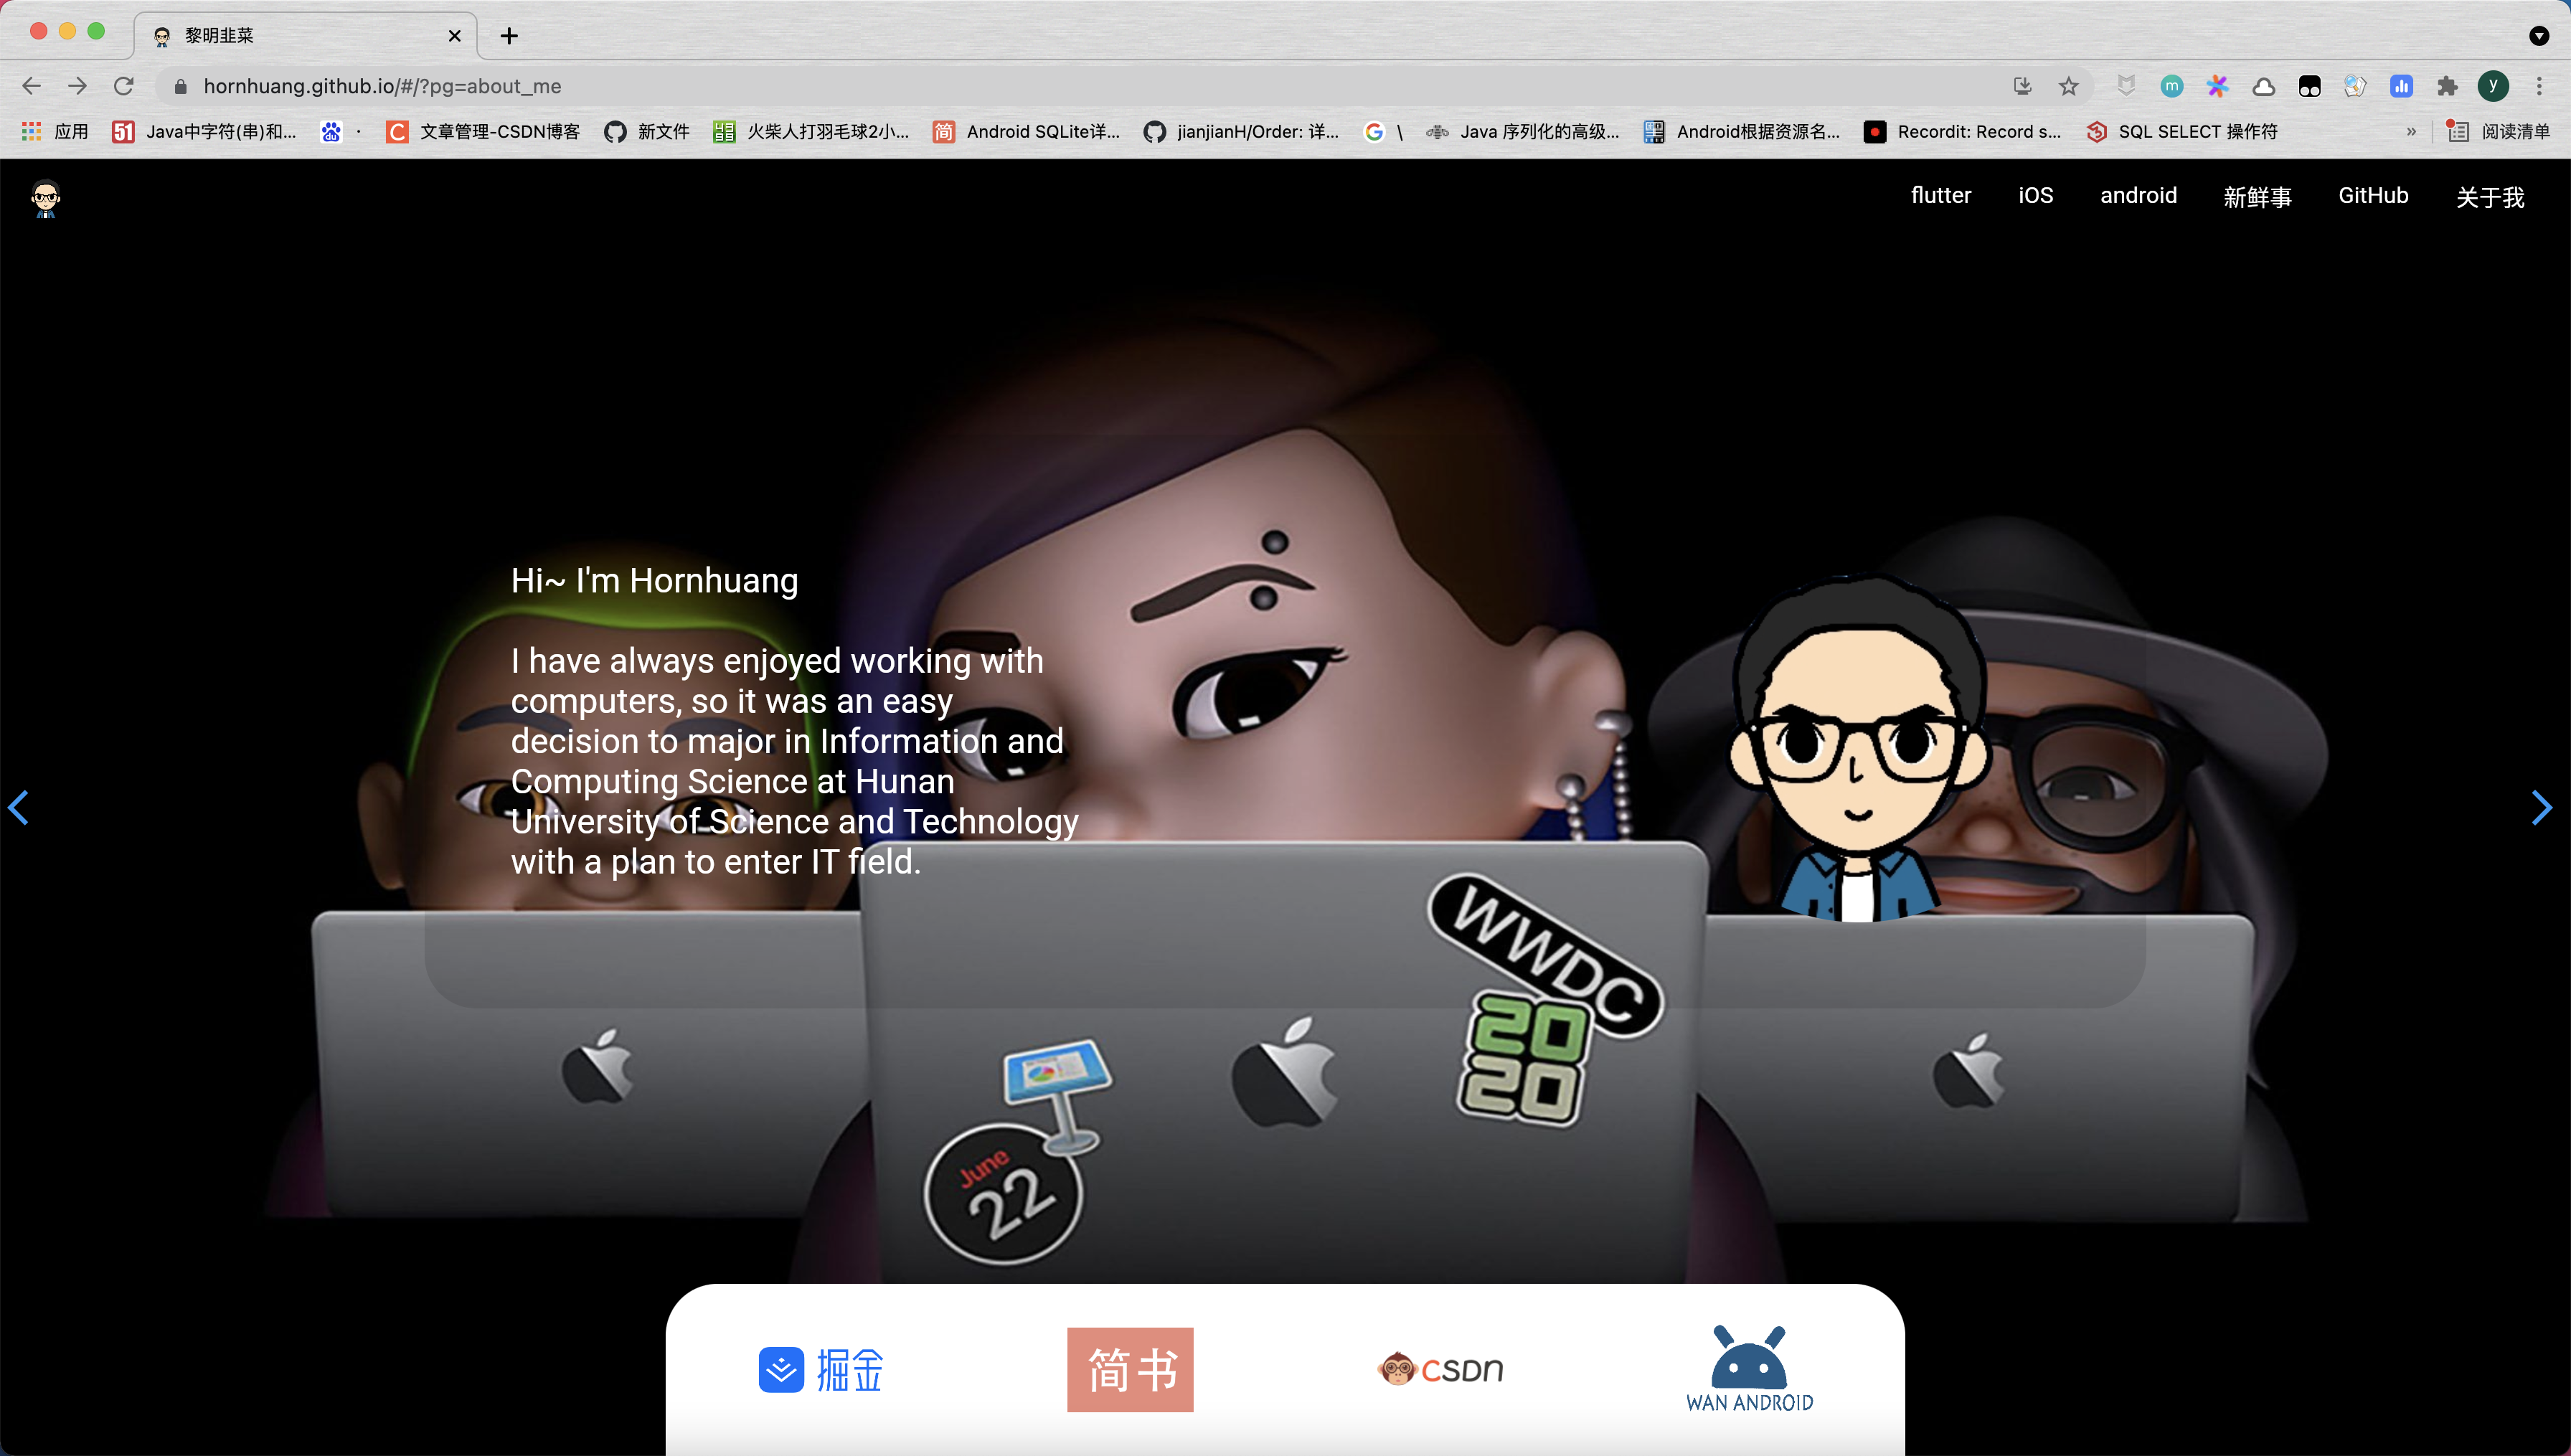 黎明韭菜
hornhuang.github.io/#/?pg=about_me
m
y
应用
51 Java中字符(串)和...
du ·
C 文章管理-CSDN博客
新文件
火柴人打羽毛球2小...
简 Android SQLite详...
jianjianH/Order: 详...
G \
Java 序列化的高级...
Android根据资源名...
Recordit: Record s...
SQL SELECT 操作符
»
阅读清单
flutter
iOS
android
新鲜事
GitHub
关于我
Hi~ I'm Hornhuang
I have always enjoyed working with
computers, so it was an easy
decision to major in Information and
Computing Science at Hunan
University of Science and Technology
with a plan to enter IT field.
WWDC
20
20
June
22
掘金
简书
CSDN
WAN ANDROID